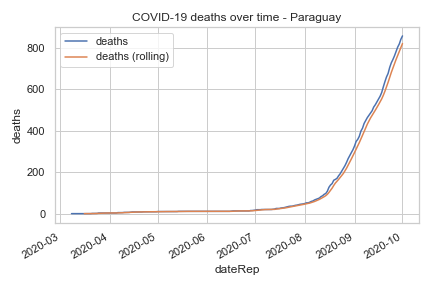 COVID-19 deaths over time - Paraguay
deaths
deaths (rolling)
800
600
400
200
0
deaths
2020-03
2020-04
2020-05
2020-06
2020-07
2020-08
2020-09
2020-10
dateRep